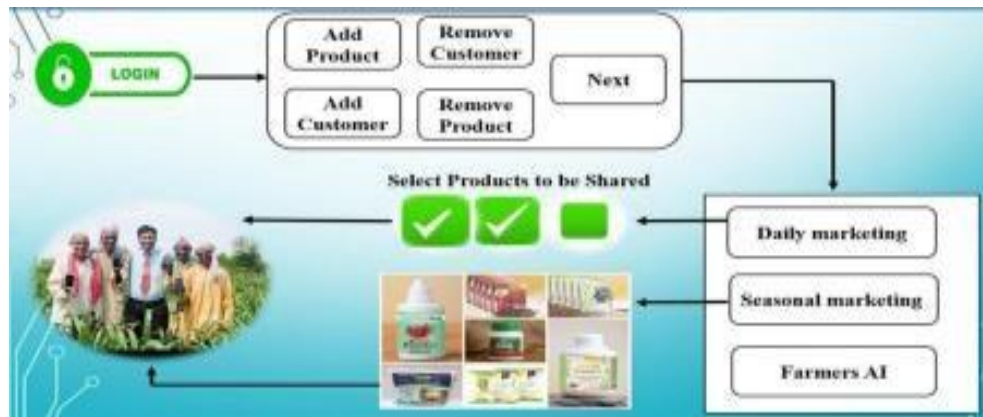 LOGIN
Add
Product
Remove
Customer
Next
Add
Customer
Remove
Product
Select Products to be Shared
Daily marketing
Seasonal marketing
Farmers AI